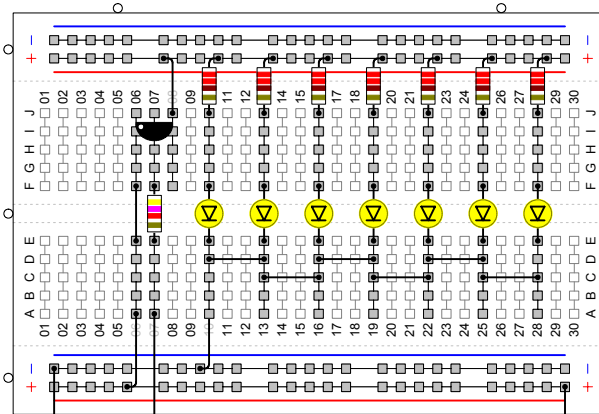 − −
+ +
01 02 03 04 05 06 07 08 09 10 11 12 13 14 15 16 17 18 19 20 21 22 23 24 25 26 27 28 29 30
J J
I I
H H
G G
F F
E E
D D
C C
B B
A A
01 02 03 04 05 06 07 08 09 10 11 12 13 14 15 16 17 18 19 20 21 22 23 24 25 26 27 28 29 30
− −
+ +